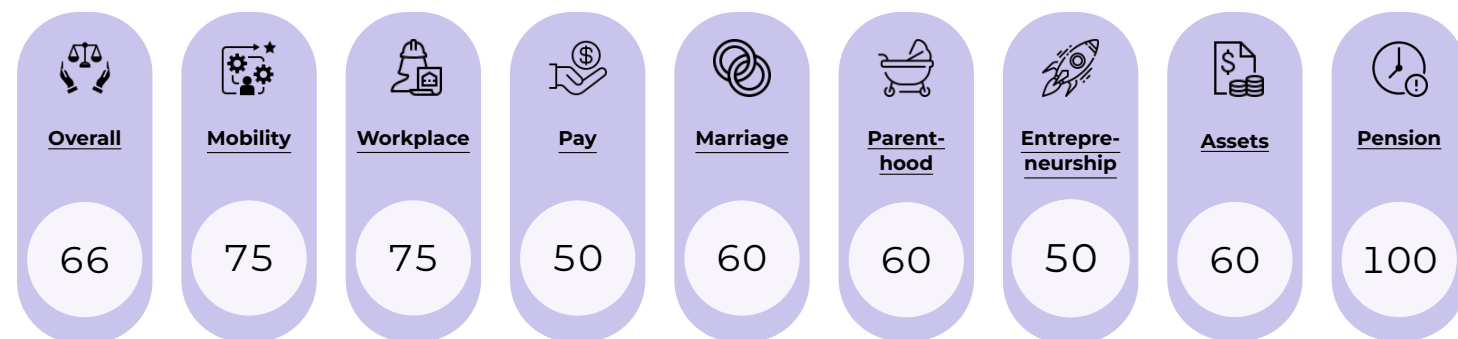 Overall
66
Mobility
75
Workplace
75
$
Pay
50
Marriage
60
Parent-
hood
60
Entrepre-
neurship
50
$
Assets
60
!
Pension
100